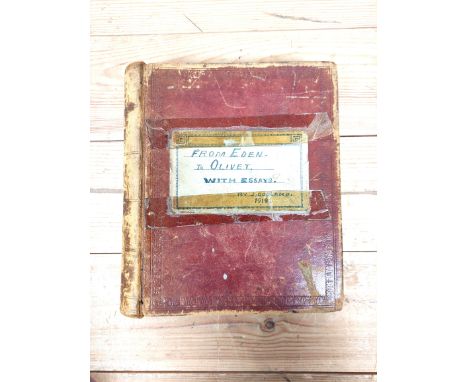 FROM EDEN.
TO OLIVET,
WITH ESSAYS.
1919